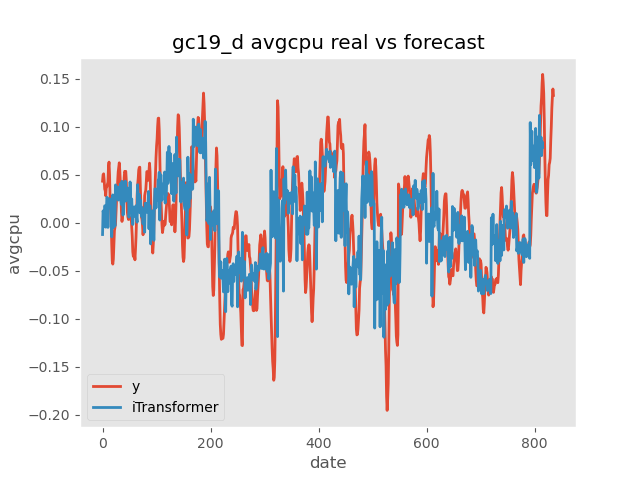 gc19_d avgcpu real vs forecast
0.15
0.10
0.05
0.00
−0.05
−0.10
−0.15
−0.20
avgcpu
y
iTransformer
0
200
400
600
800
date